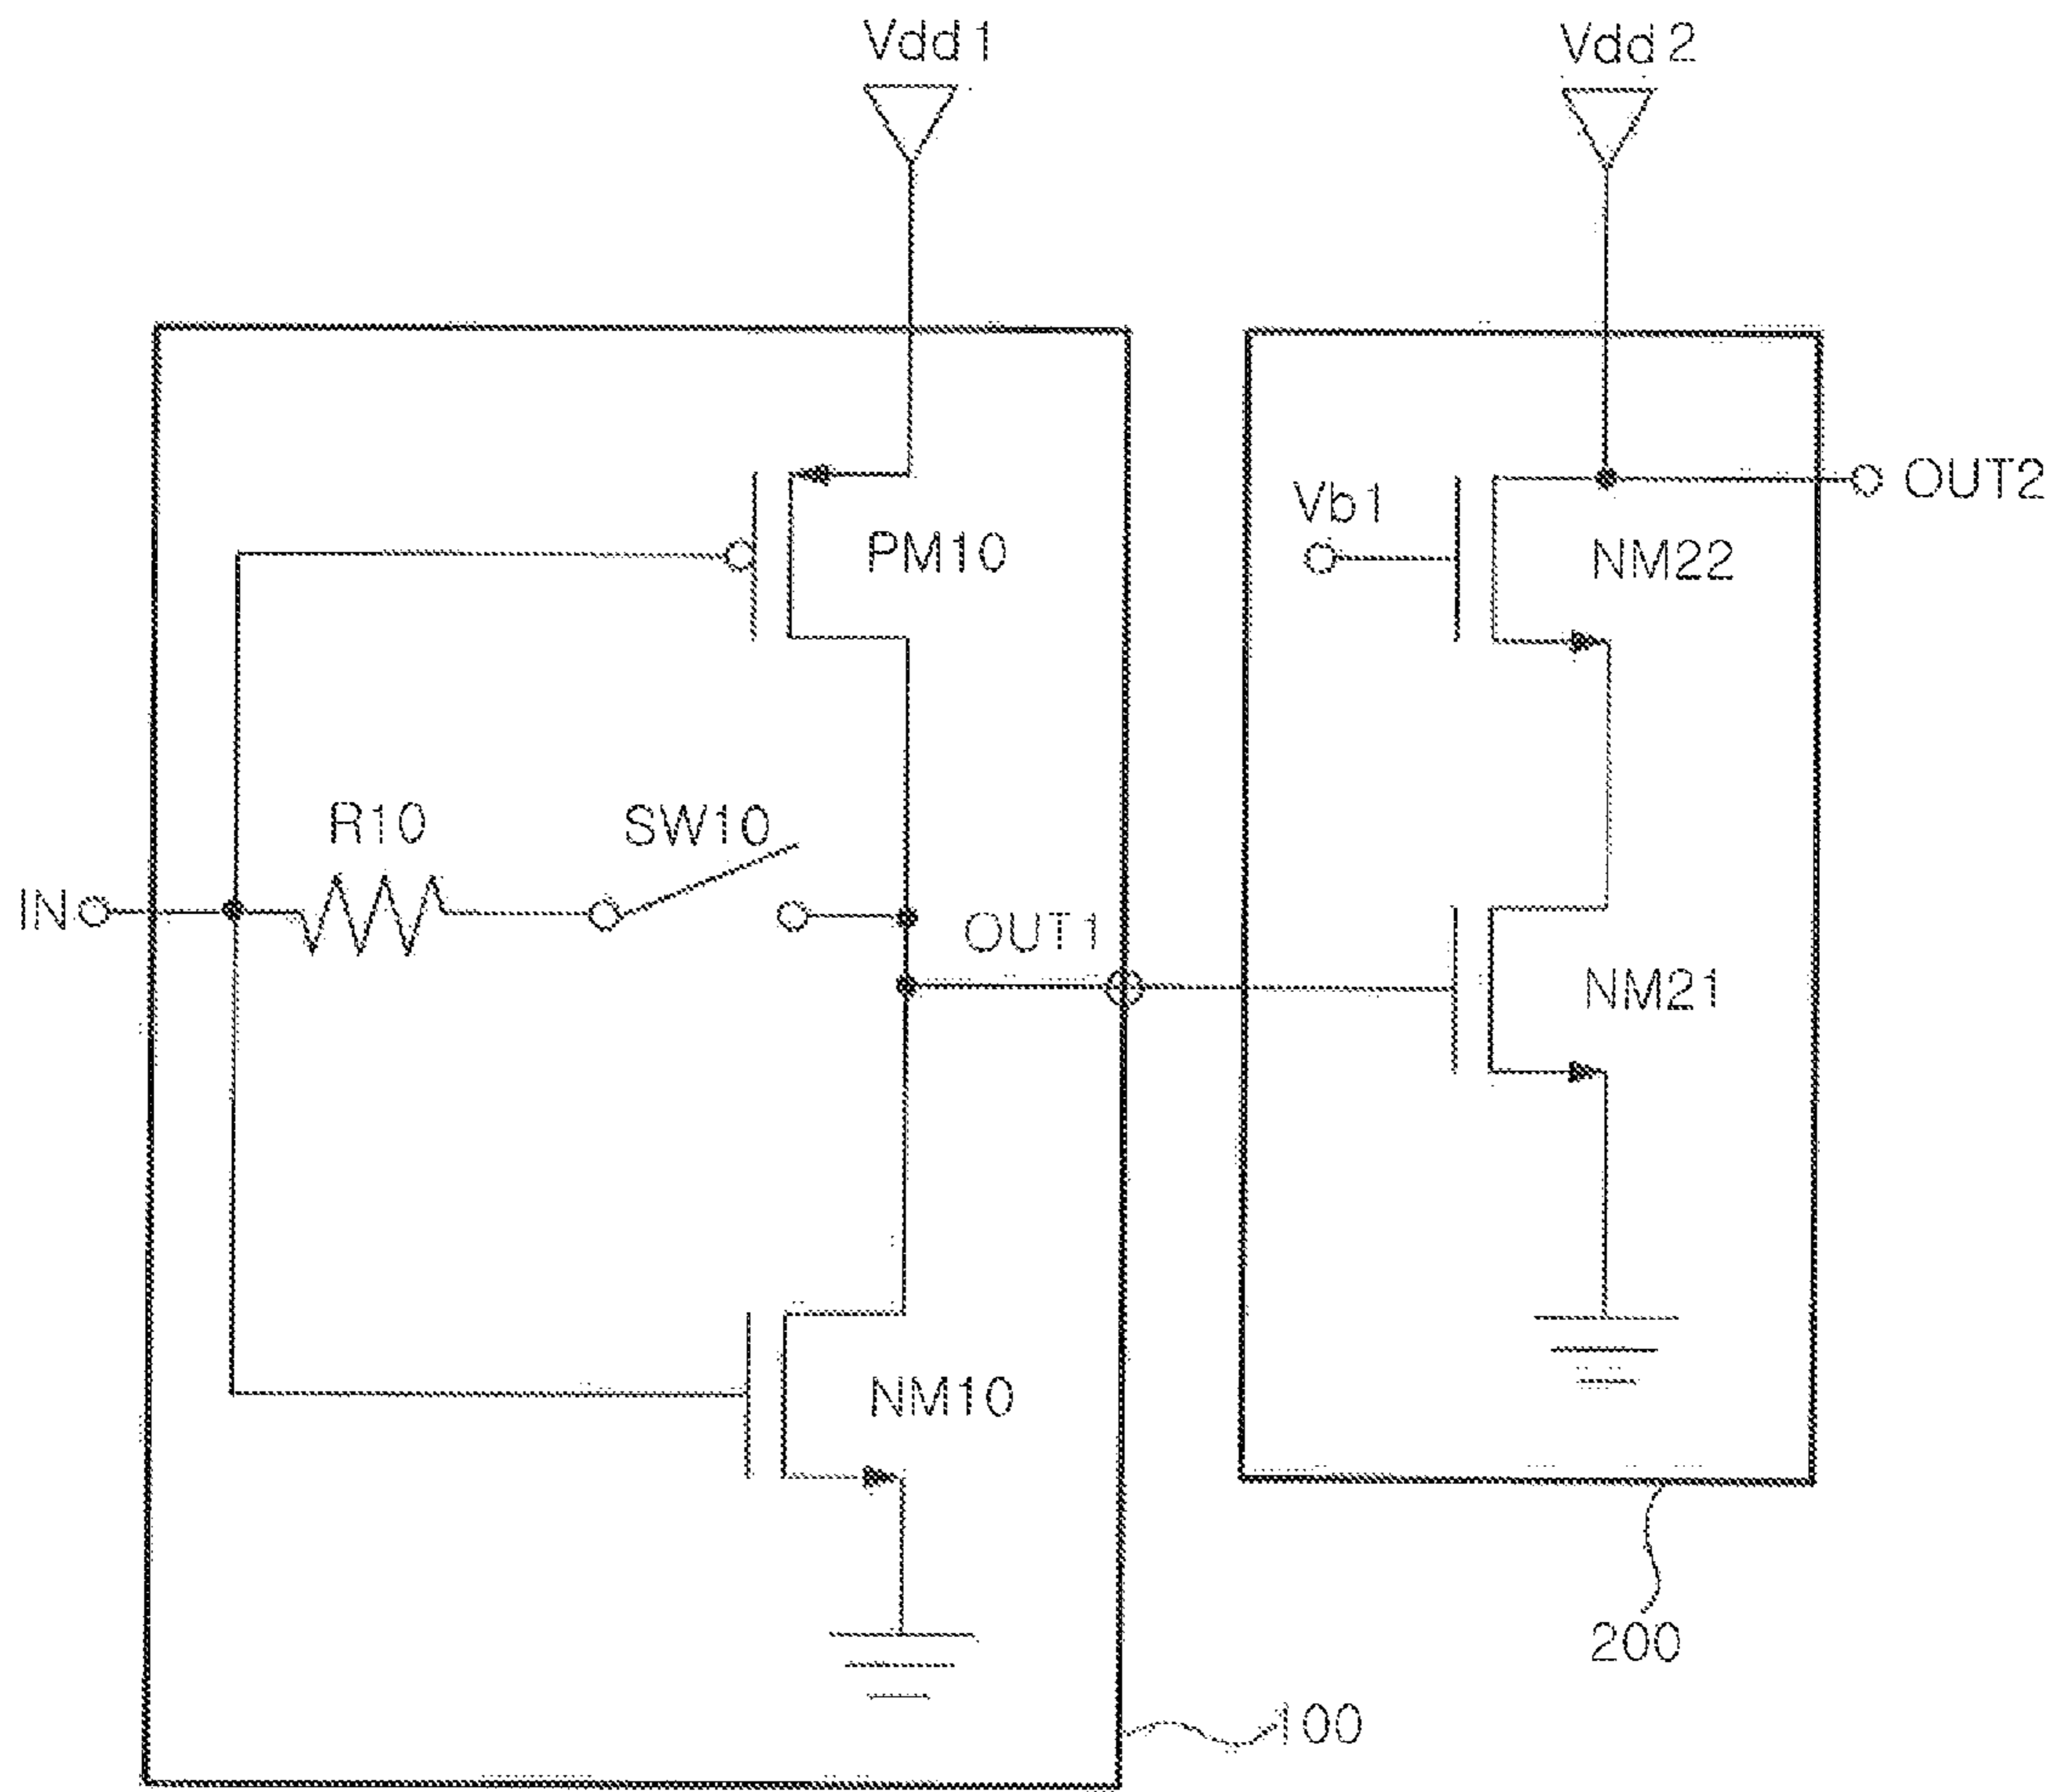 Vdd1
Vdd2
PM10
Vb1
OUT2
NM22
R10
SW10
IN
OUT1
NM21
NM10
200
100